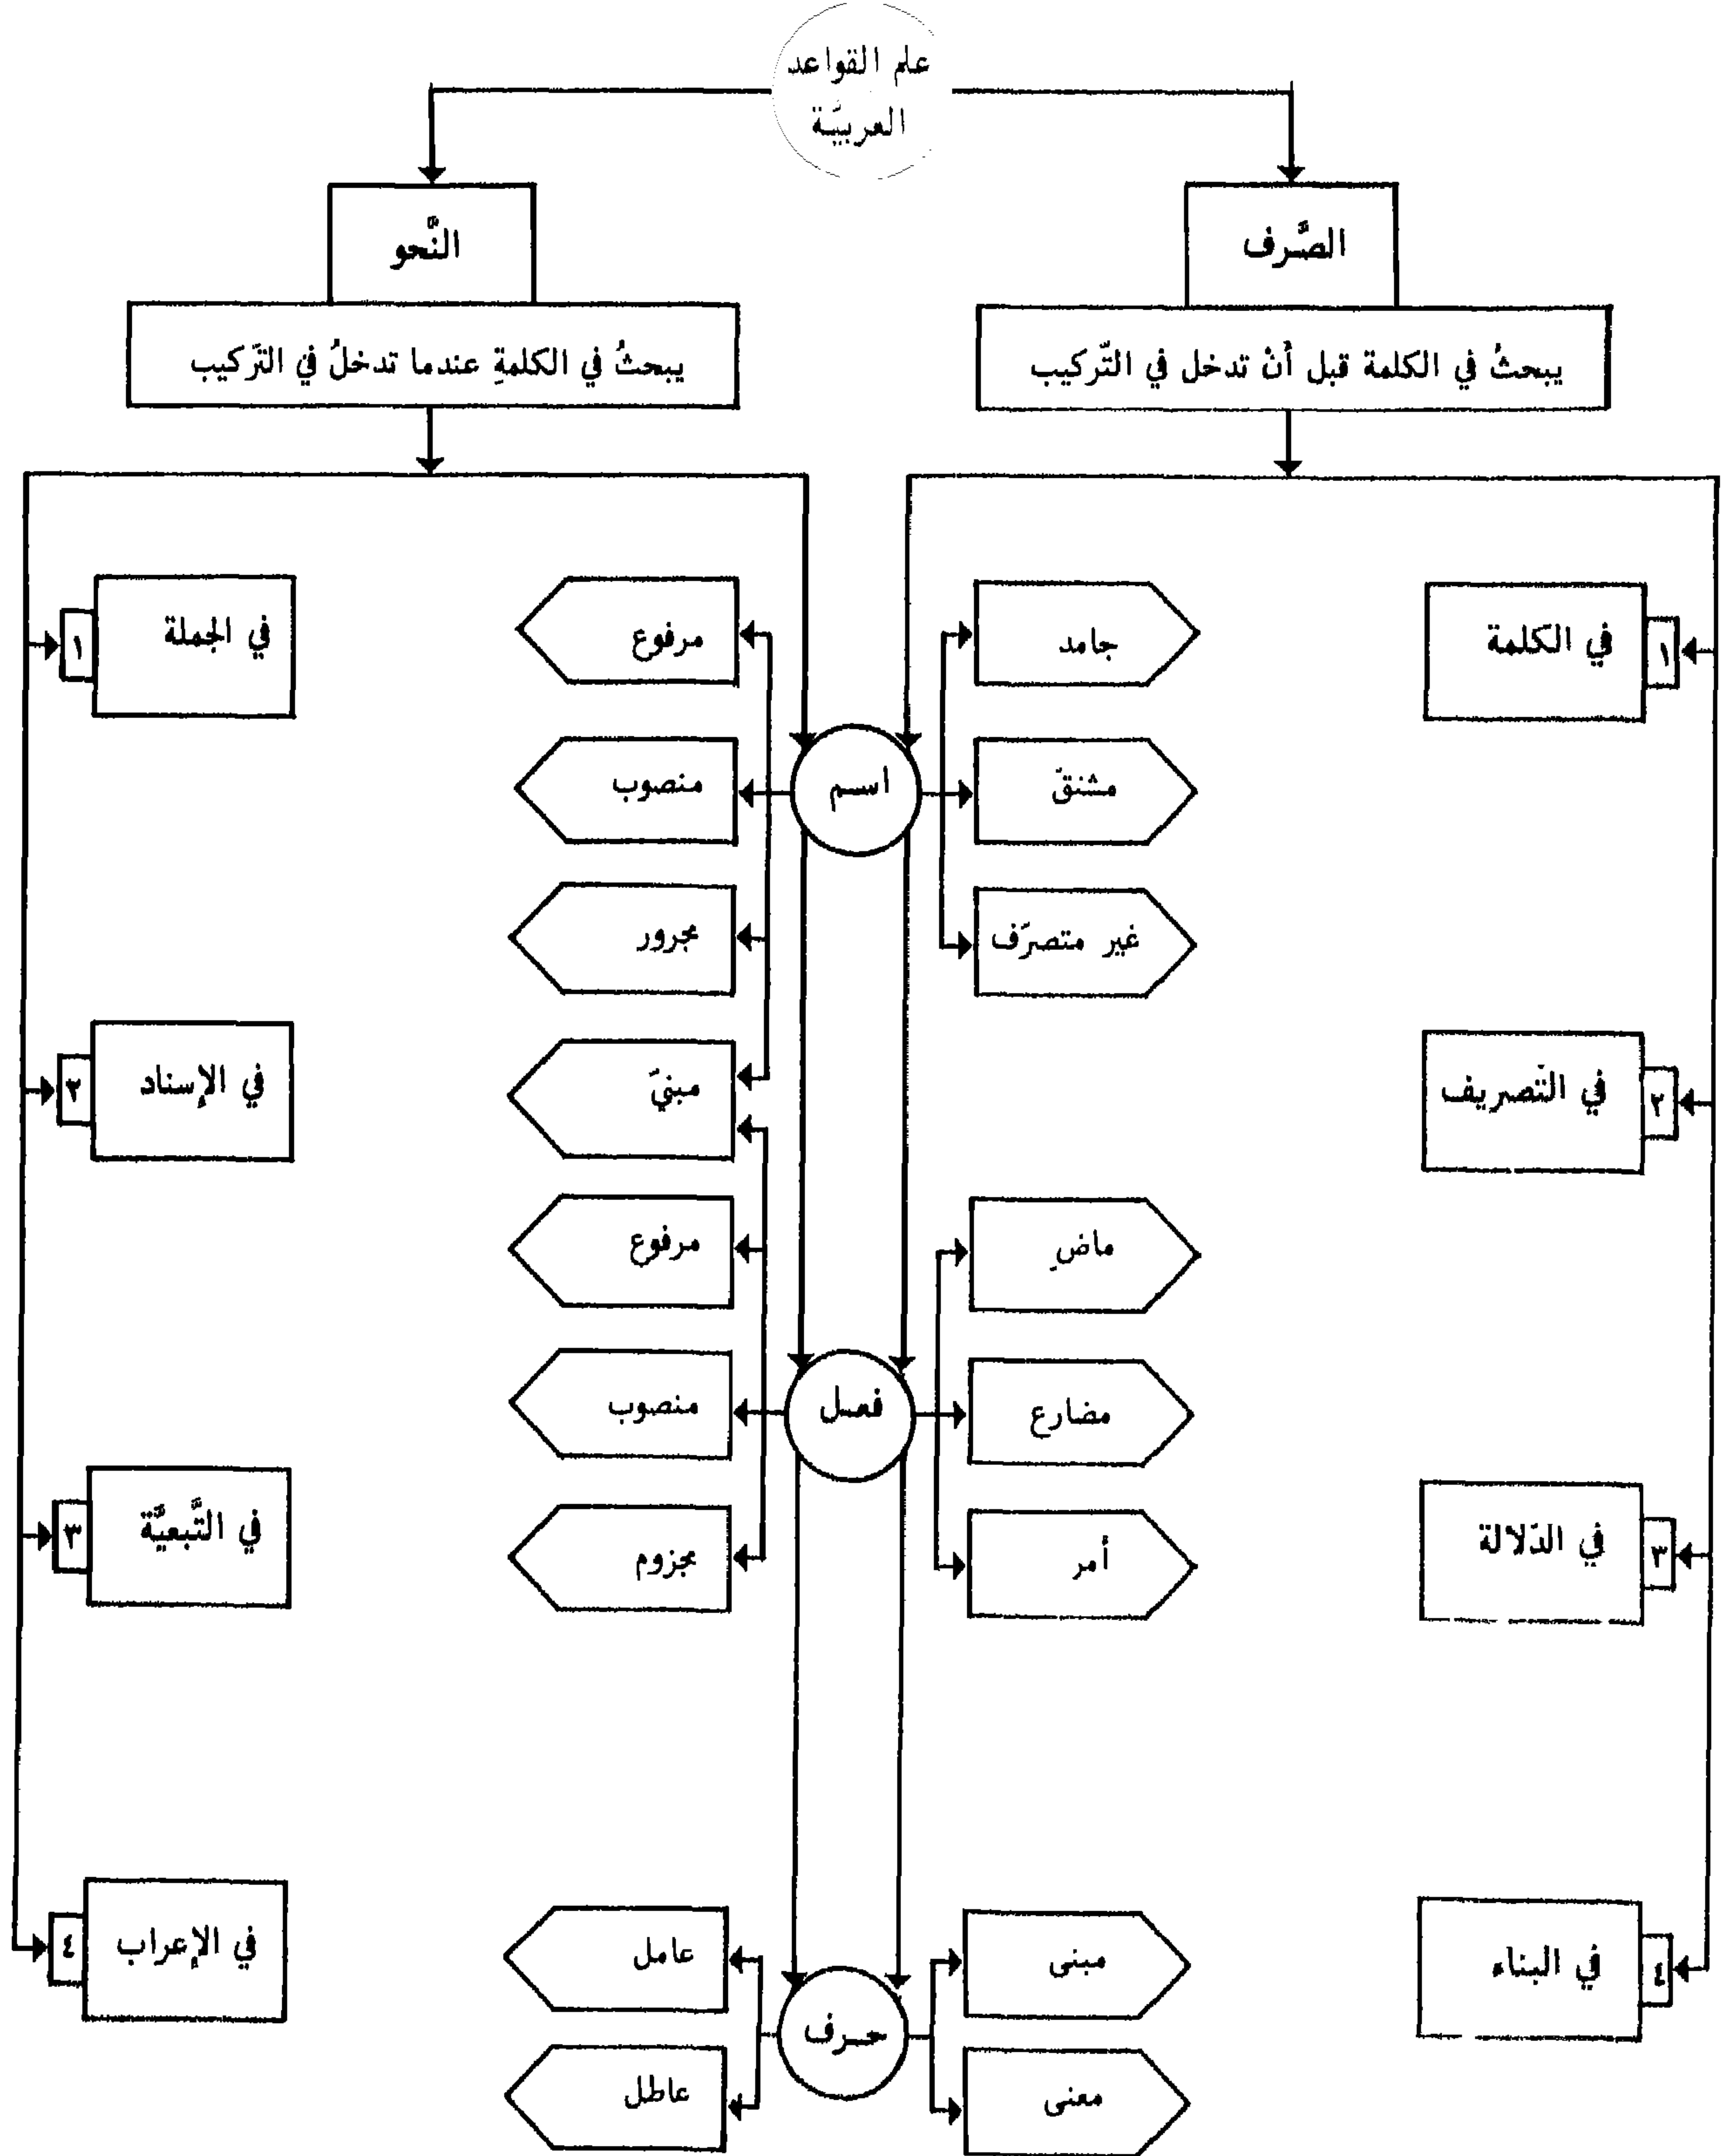 علم القواعد
العربيّة
الصَّرف
النَّحو
يبحثُ في الكلمة قبل أَنْ تدخل في التّركيب
يبحثُ في الكلمةِ عندما تدخلُ في التّركيب
١
في الكلمة
جامد
مشتقّ
غير متصرّف
اسم
مرفوع
منصوب
مجرور
مبنيّ
في الجملة
١
٢
في التّصريف
في الإسناد
٢
ماضٍ
مضارع
أمر
فعل
مرفوع
منصوب
مجزوم
٣
في الدّلالة
في التَّبعيَّة
٣
٤
في البناء
مبنى
معنى
حرف
عامل
عاطل
في الإعراب
٤